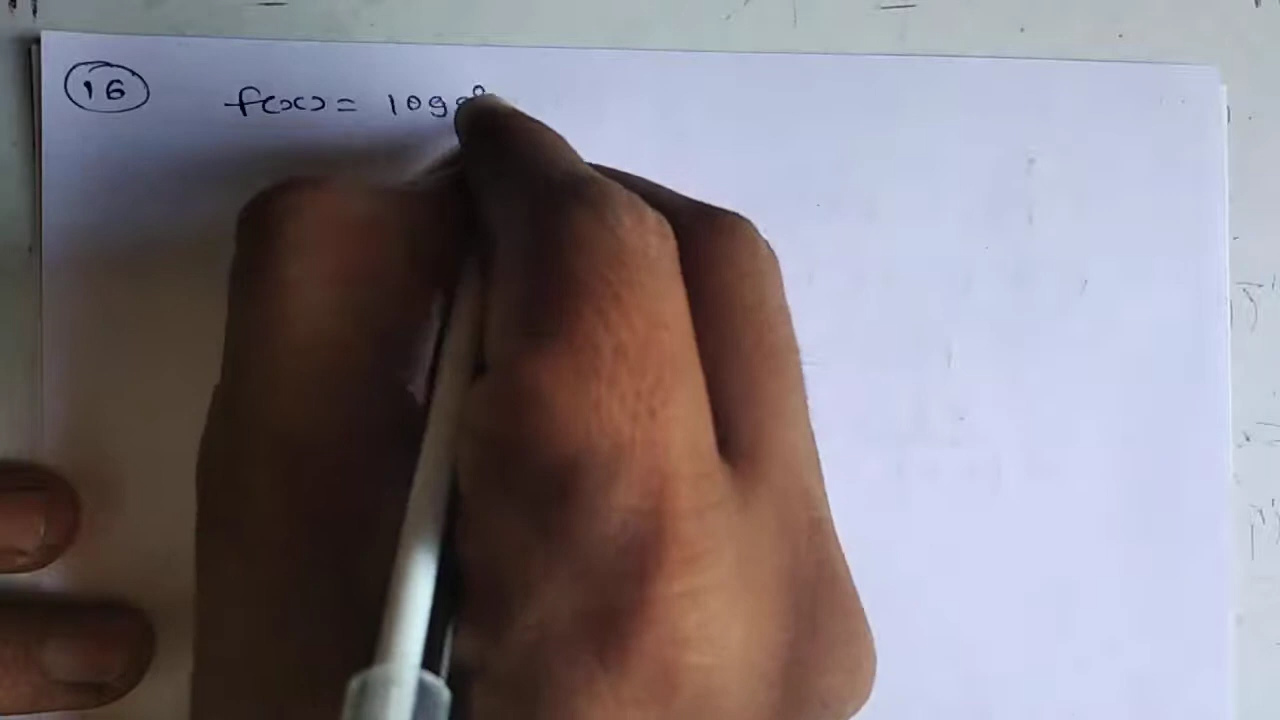 16 f(x) = log